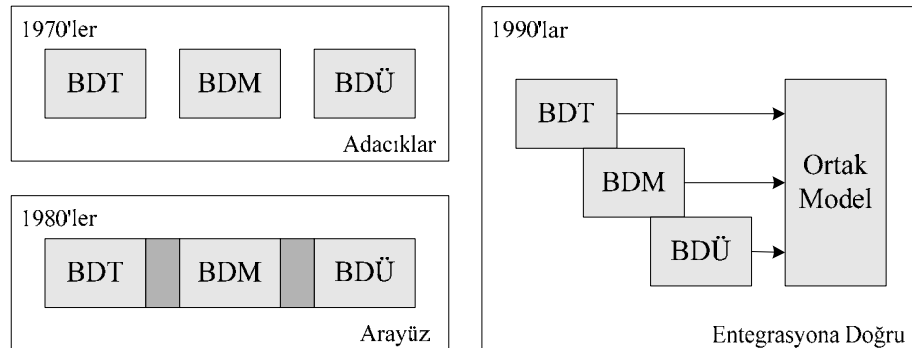 1970'ler
BDT BDM BDÜ
Adacıklar
1980'ler
BDT BDM BDÜ
Arayüz
1990'lar
BDT
BDM
BDÜ
Ortak
Model
Entegrasyona Doğru